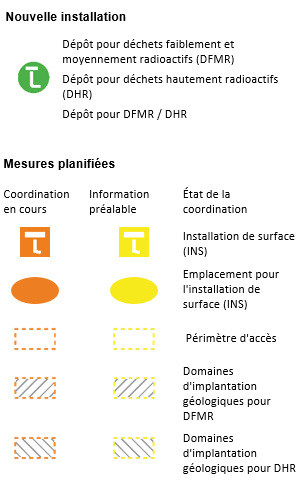 Nouvelle installation
Dépôt pour déchets faiblement et
moyennement radioactifs (DFMR)
Dépôt pour déchets hautement radioactifs
(DHR)
Dépôt pour DFMR / DHR
Mesures planifiées
Coordination
en cours
Information
préalable
État de la
coordination
Installation de surface
(INS)
Emplacement pour
l'installation de
surface (INS)
Périmètre d'accès
Domaines
d'implantation
géologiques pour
DFMR
Domaines
d'implantation
géologiques pour DHR